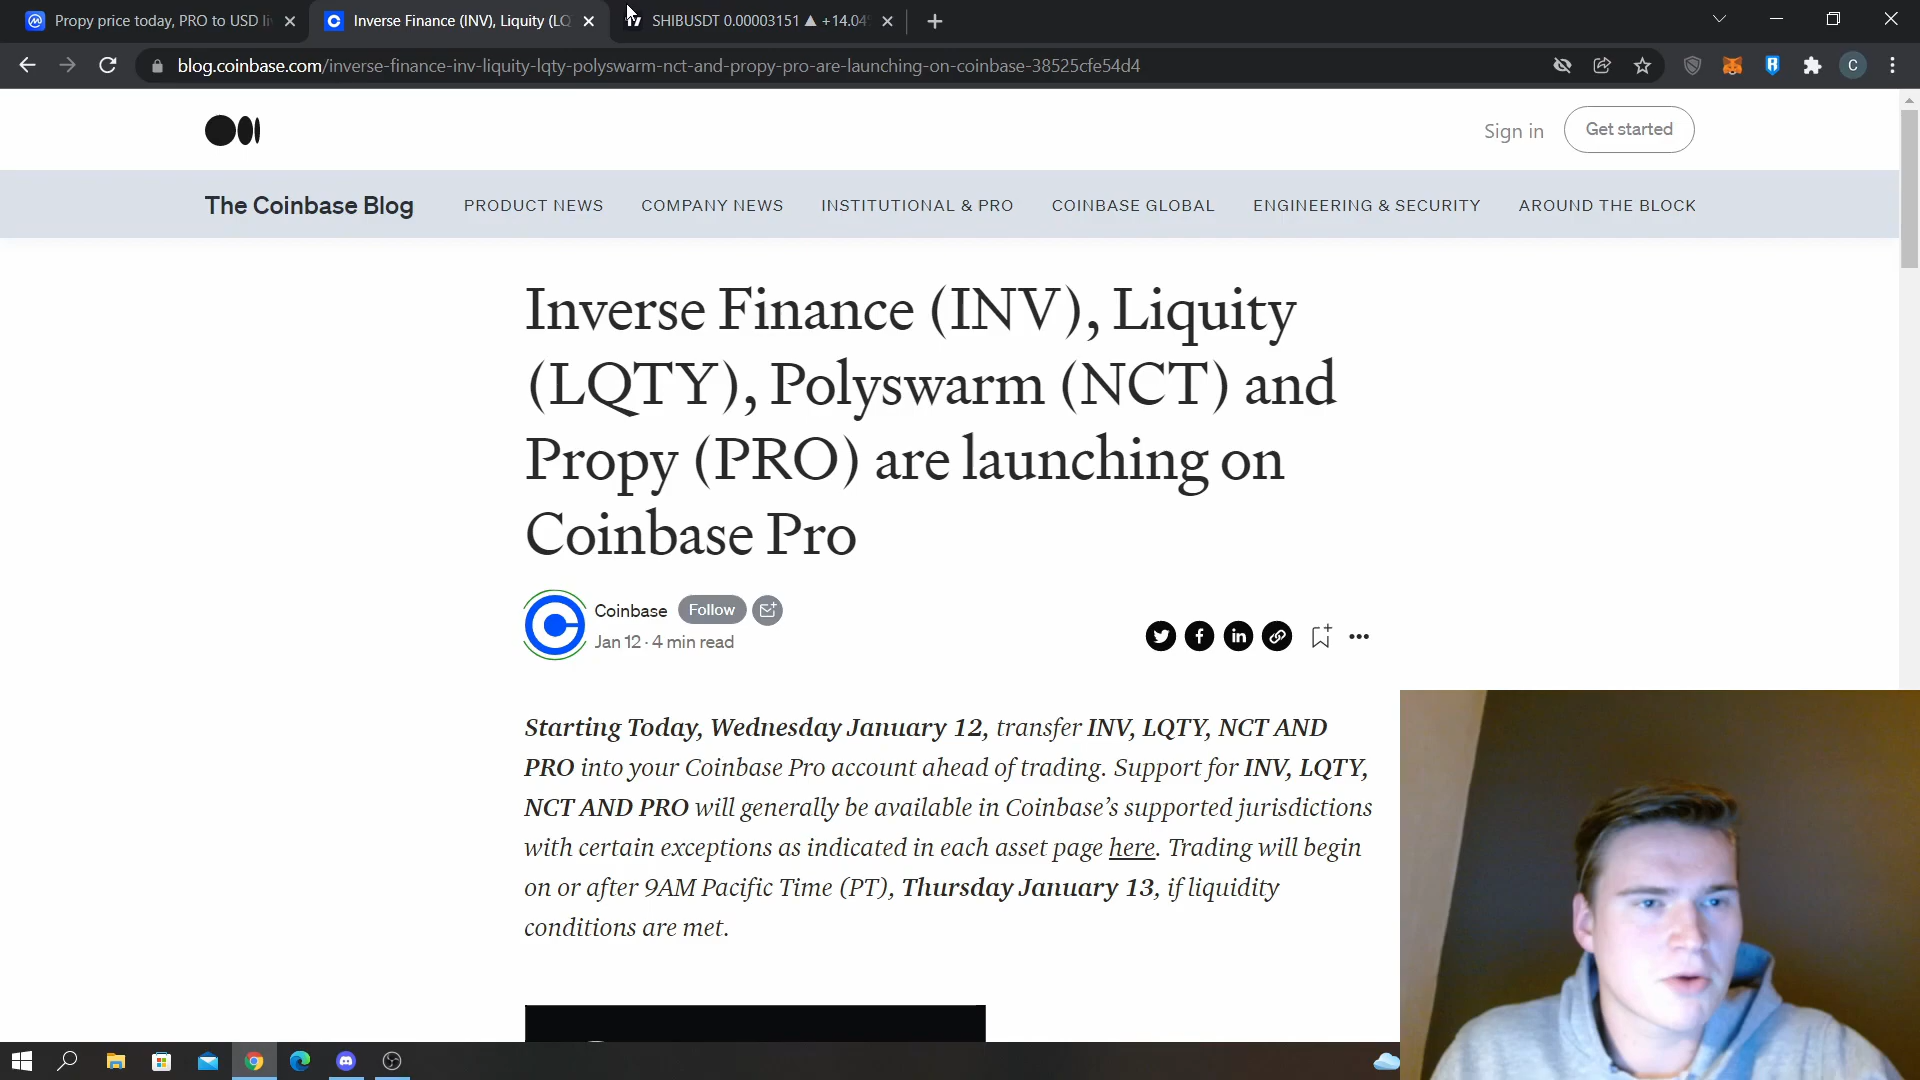 Propy price today, PRO to USD li
Inverse Finance (INV), Liquity (LQ
SHIBUSDT 0.00003151 ▲ +14.04%
blog.coinbase.com/inverse-finance-inv-liquity-lqty-polyswarm-nct-and-propy-pro-are-launching-on-coinbase-38525cfe54d4
C
Sign in
Get started
The Coinbase Blog
PRODUCT NEWS
COMPANY NEWS
INSTITUTIONAL & PRO
COINBASE GLOBAL
ENGINEERING & SECURITY
AROUND THE BLOCK
Inverse Finance (INV), Liquity
(LQTY), Polyswarm (NCT) and
Propy (PRO) are launching on
Coinbase Pro
Coinbase
Follow
Jan 12 · 4 min read
Starting Today, Wednesday January 12, transfer INV, LQTY, NCT AND
PRO into your Coinbase Pro account ahead of trading. Support for INV, LQTY,
NCT AND PRO will generally be available in Coinbase’s supported jurisdictions
with certain exceptions as indicated in each asset page here. Trading will begin
on or after 9AM Pacific Time (PT), Thursday January 13, if liquidity
conditions are met.